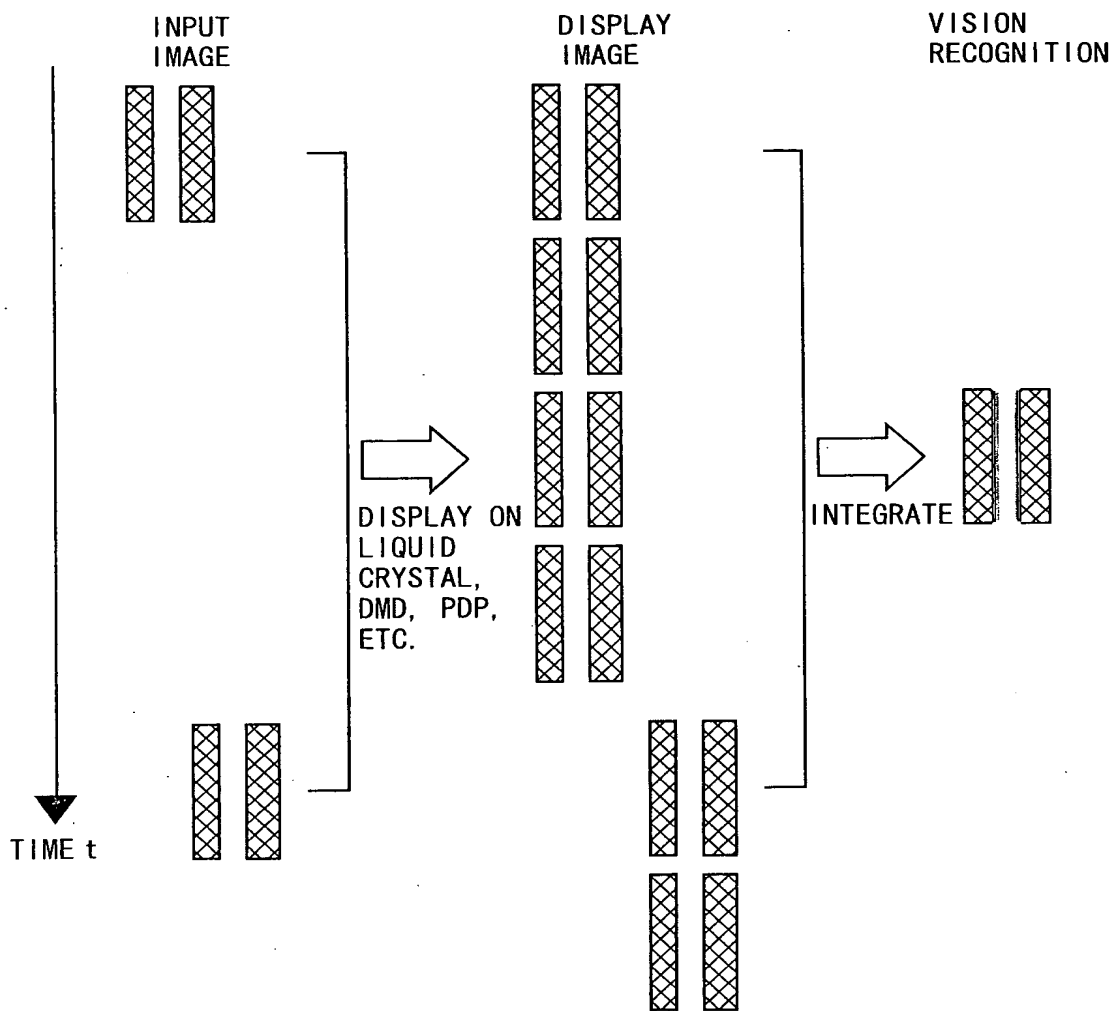 INPUT
IMAGE
DISPLAY
IMAGE
VISION
RECOGNITION
DISPLAY ON
LIQUID
CRYSTAL,
DMD, PDP,
ETC.
INTEGRATE
TIME t